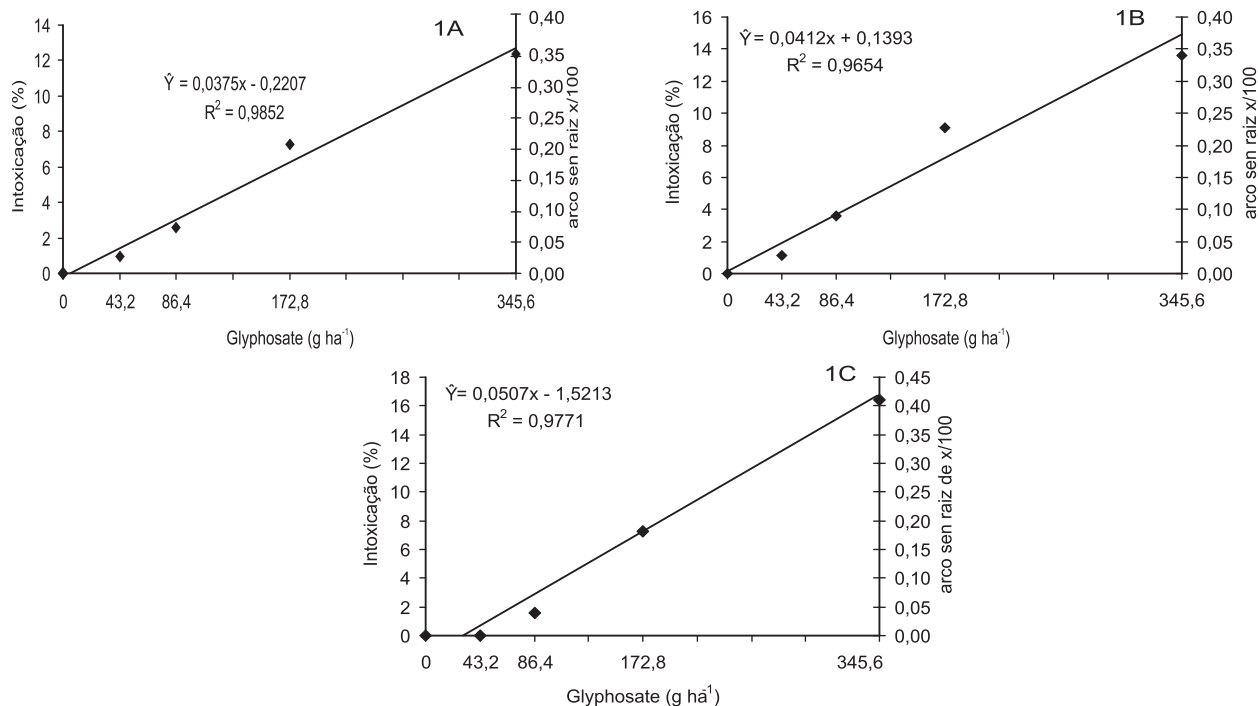 1A
Ŷ = 0,0375x - 0,2207
R² = 0,9852
Intoxicação (%)
14
12
10
8
6
4
2
0
0,40
0,35
0,30
0,25
0,20
0,15
0,10
0,05
0,00
arco sen raiz x/100
0 43,2 86,4 172,8 345,6
Glyphosate (g ha⁻¹)
1B
Ŷ = 0,0412x + 0,1393
R² = 0,9654
Intoxicação (%)
16
14
12
10
8
6
4
2
0
0,40
0,35
0,30
0,25
0,20
0,15
0,10
0,05
0,00
arco sen raiz x/100
0 43,2 86,4 172,8 345,6
Glyphosate (g ha⁻¹)
1C
Ŷ= 0,0507x - 1,5213
R² = 0,9771
Intoxicação (%)
18
16
14
12
10
8
6
4
2
0
0,45
0,40
0,35
0,30
0,25
0,20
0,15
0,10
0,05
0,00
arco sen raiz de x/100
0 43,2 86,4 172,8 345,6
Glyphosate (g ha⁻¹)